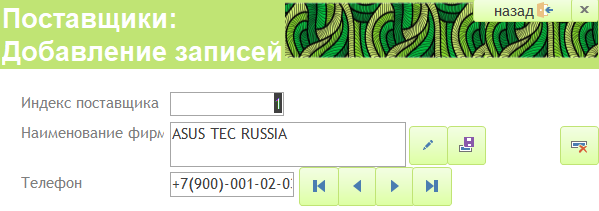 Поставщики:
назад
Добавление записей
Индекс поставщика 1
Наименование фирм
ASUS TEC RUSSIA
Телефон +7(900)-001-02-0